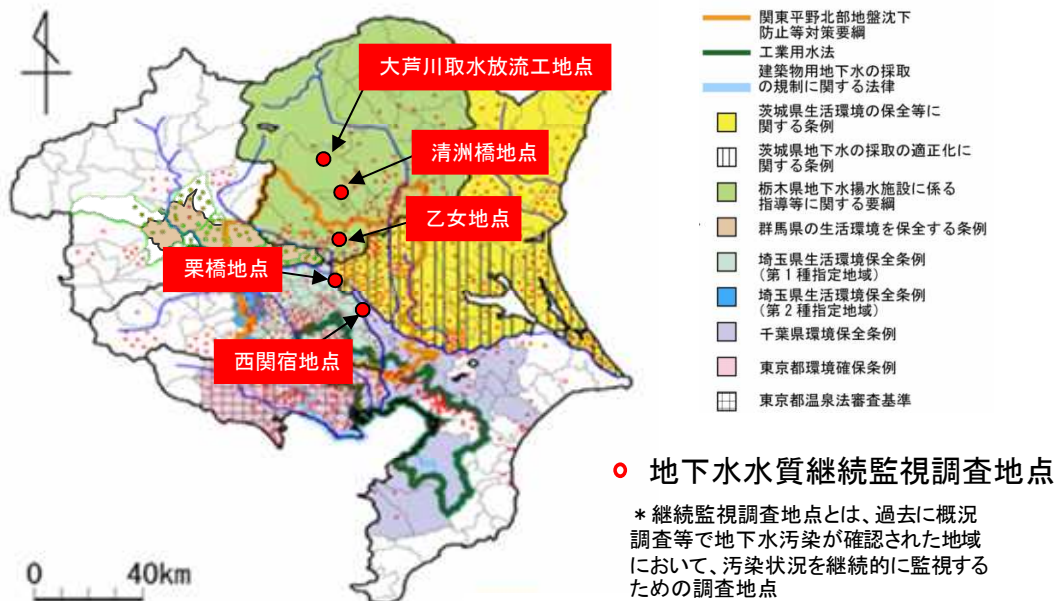 大芦川取水放流工地点
清洲橋地点
乙女地点
栗橋地点
西関宿地点
0 40km
関東平野北部地盤沈下
防止等対策要綱
工業用水法
建築物用地下水の採取
の規制に関する法律
茨城県生活環境の保全等に
関する条例
茨城県地下水の採取の適正化に
関する条例
栃木県地下水揚水施設に係る
指導等に関する要綱
群馬県の生活環境を保全する条例
埼玉県生活環境保全条例
(第1種指定地域)
埼玉県生活環境保全条例
(第2種指定地域)
千葉県環境保全条例
東京都環境確保条例
東京都温泉法審査基準
地下水水質継続監視調査地点
*継続監視調査地点とは、過去に概況
調査等で地下水汚染が確認された地域
において、汚染状況を継続的に監視する
ための調査地点